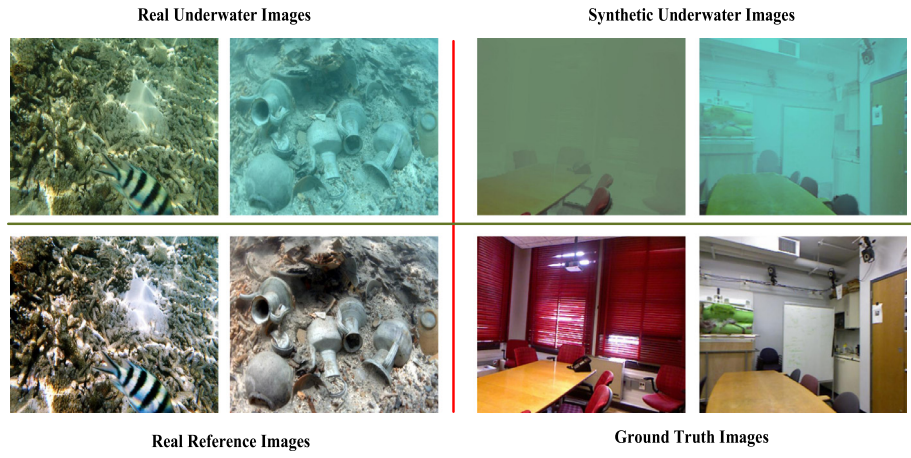 Real Underwater Images
Synthetic Underwater Images
Real Reference Images
Ground Truth Images